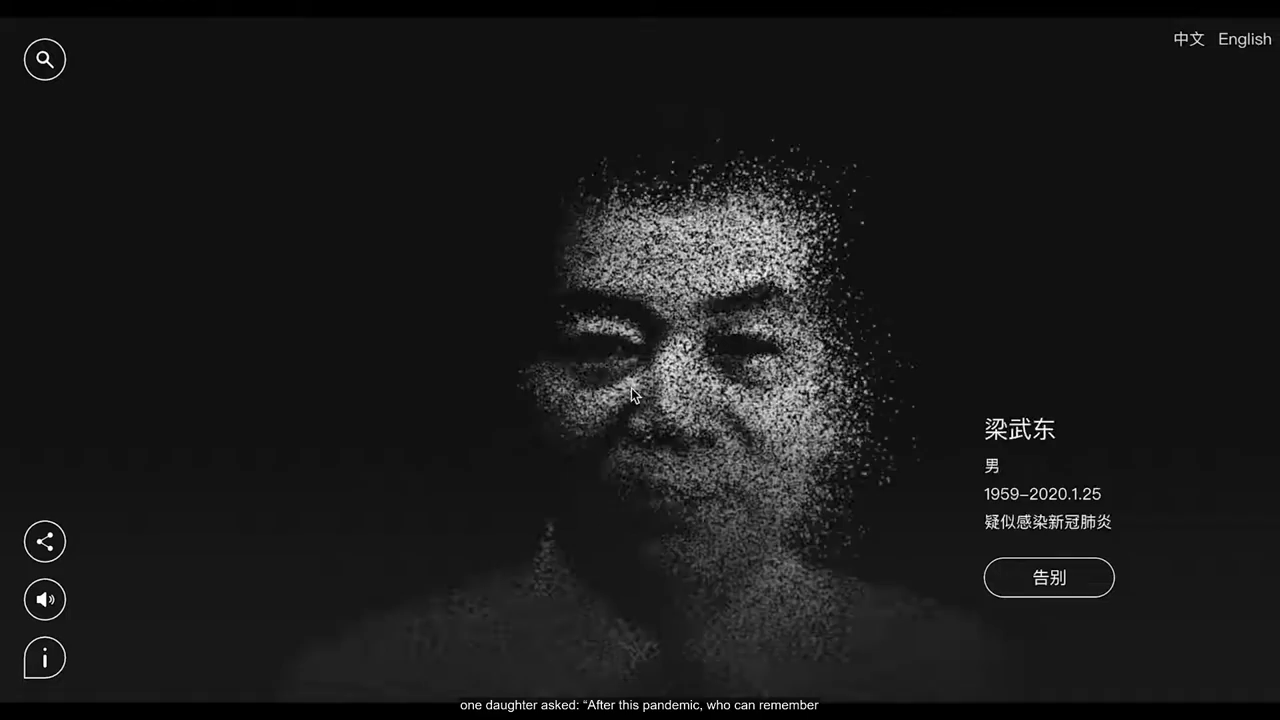 中文 English
梁武东
男
1959–2020.1.25
疑似感染新冠肺炎
告别
one daughter asked: “After this pandemic, who can remember